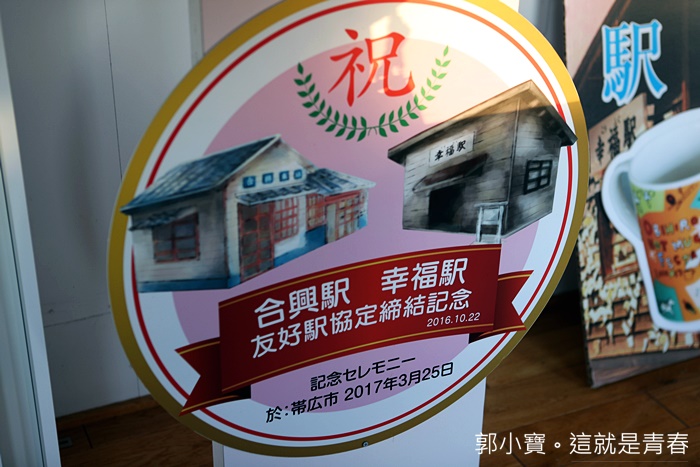 祝
幸福駅
合興駅 幸福駅
友好駅協定締結記念
2016.10.22
記念セレモニー
於:帯広市 2017年3月25日
駅
幸福駅
郭小寶。這就是青春